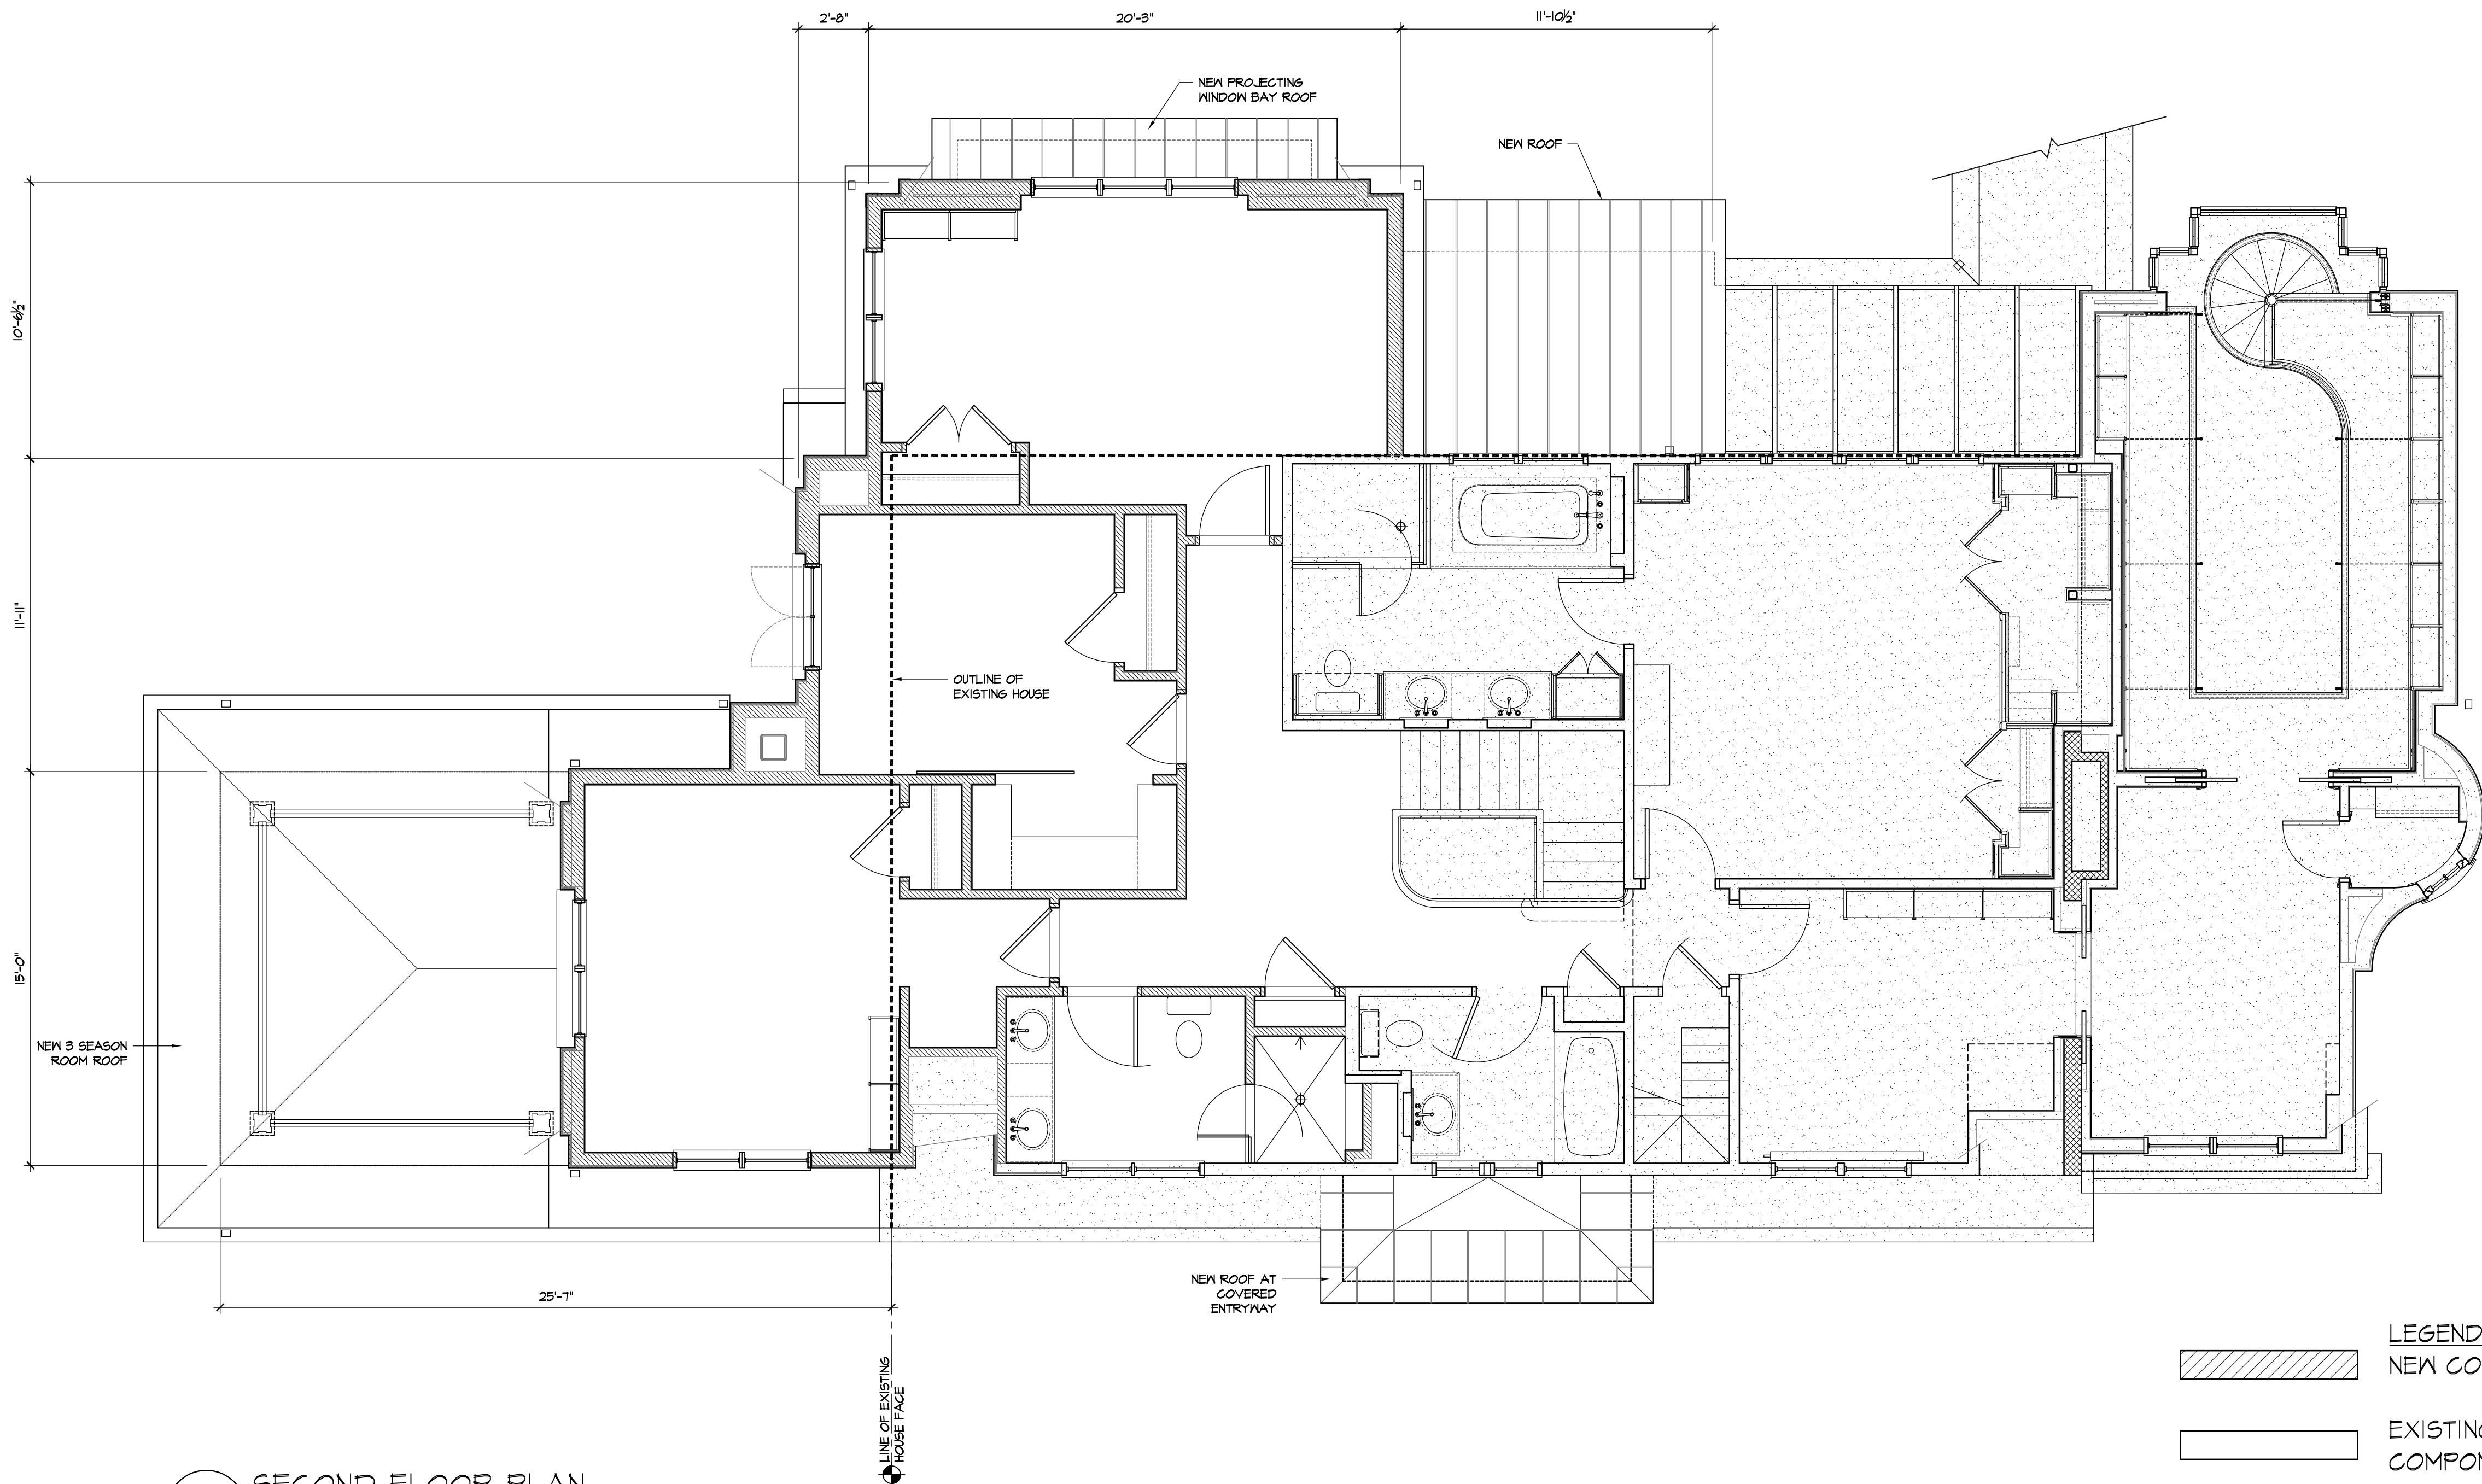 2'-8"
20'-3"
11'-10½"
NEW PROJECTING
WINDOW BAY ROOF
NEW ROOF
10'-6½"
11'-11"
OUTLINE OF
EXISTING HOUSE
15'-0"
NEW 3 SEASON
ROOM ROOF
NEW ROOF AT
COVERED
ENTRYWAY
25'-7"
LINE OF EXISTING
HOUSE FACE
LEGEND
NEW CO
EXISTING
COMPON
SECOND FLOOR PLAN